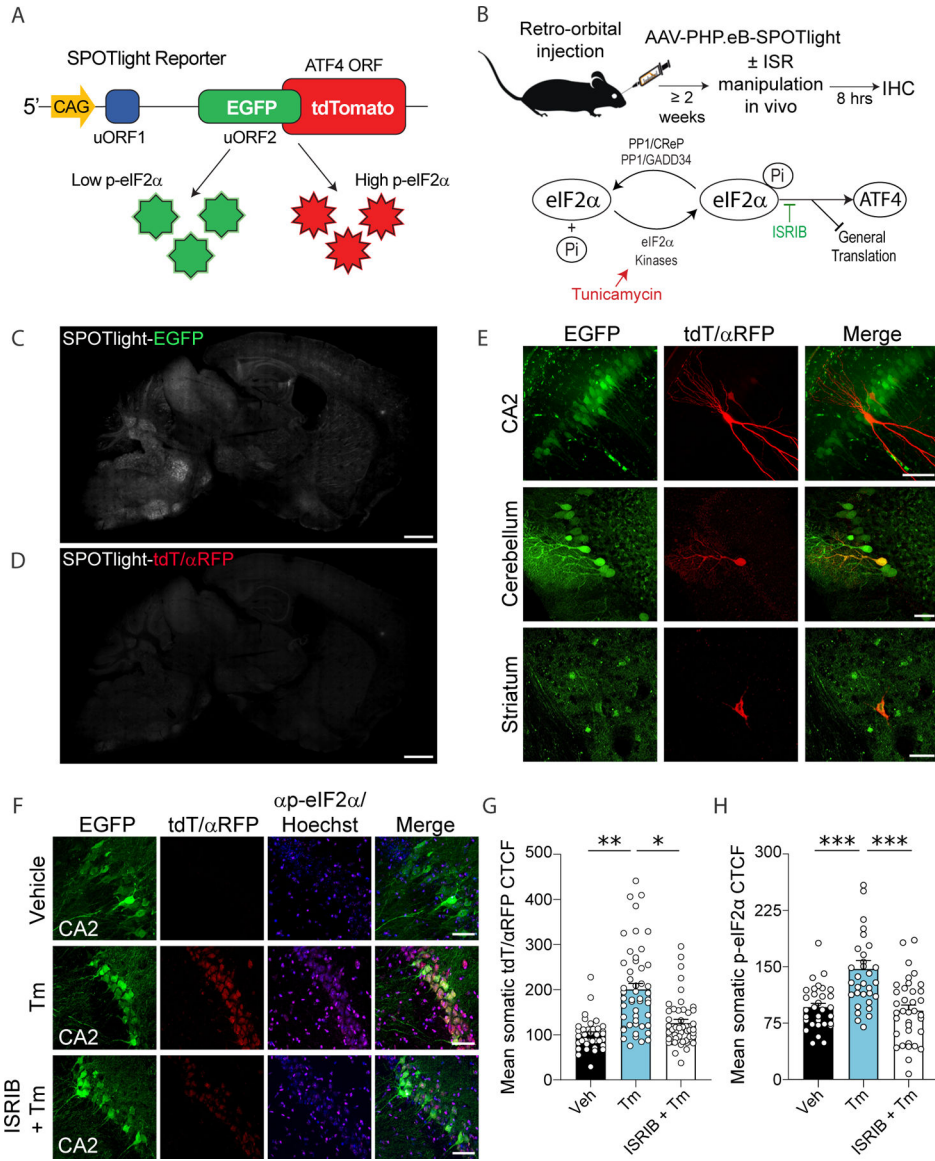 A
SPOTlight Reporter
ATF4 ORF
5’
CAG
EGFP
tdTomato
uORF1
uORF2
Low p-eIF2α
High p-eIF2α
B
Retro-orbital
injection
AAV-PHP.eB-SPOTlight
± ISR
manipulation
in vivo
≥ 2
weeks
8 hrs
IHC
PP1/CReP
PP1/GADD34
eIF2α
+
Pi
eIF2α
Pi
ATF4
ISRIB
General
Translation
eIF2α
Kinases
Tunicamycin
C
SPOTlight-EGFP
D
SPOTlight-tdT/αRFP
E
EGFP
tdT/αRFP
Merge
CA2
Cerebellum
Striatum
F
EGFP
tdT/αRFP
αp-eIF2α/
Hoechst
Merge
Vehicle
CA2
Tm
CA2
ISRIB
+ Tm
CA2
G
Mean somatic tdT/αRFP CTCF
500
400
300
200
100
0
**
*
Veh
Tm
ISRIB + Tm
H
Mean somatic p-eIF2α CTCF
300
225
150
75
0
***
***
Veh
Tm
ISRIB + Tm